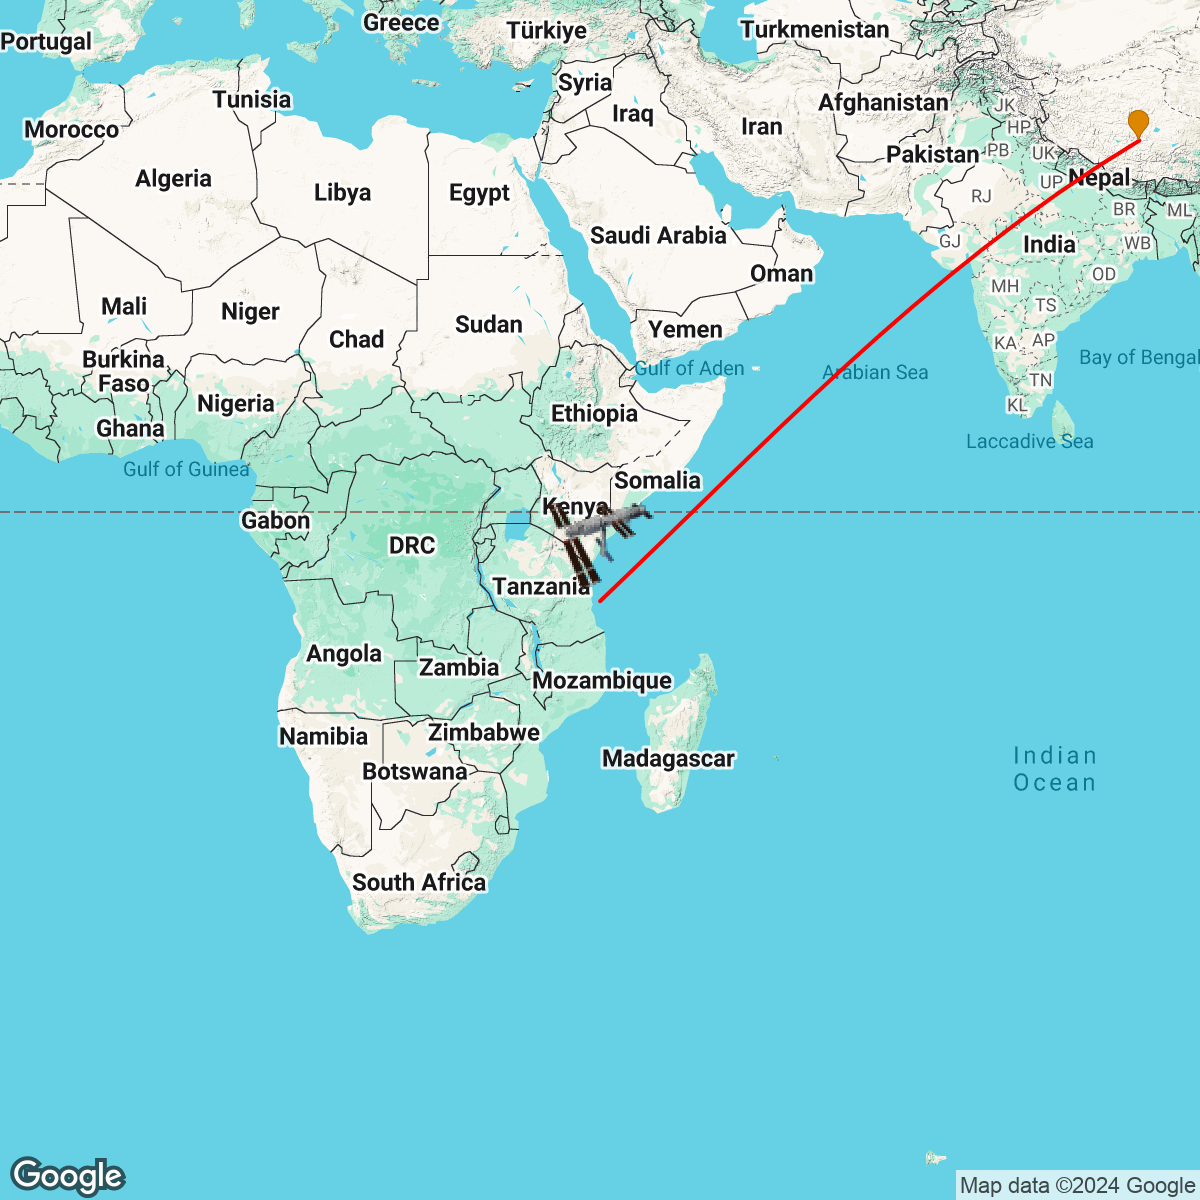 Greece
Türkiye
Turkmenistan
Portugal
Syria
Tunisia
Iraq
Afghanistan
JK
Morocco
Iran
HP
Pakistan
PB
UK
Algeria
Libya
Egypt
Nepal
UP
RJ
BR
ML
Saudi Arabia
GJ
India
WB
Oman
OD
MH
Mali
Niger
TS
Sudan
Yemen
Chad
KA
AP
Burkina
Faso
Gulf of Aden
Arabian Sea
Bay of Bengal
TN
Nigeria
Ethiopia
KL
Ghana
Laccadive Sea
Gulf of Guinea
Somalia
Kenya
Gabon
DRC
Tanzania
Angola
Zambia
Mozambique
Namibia
Zimbabwe
Madagascar
Indian
Ocean
Botswana
South Africa
Google
Map data ©2024 Google